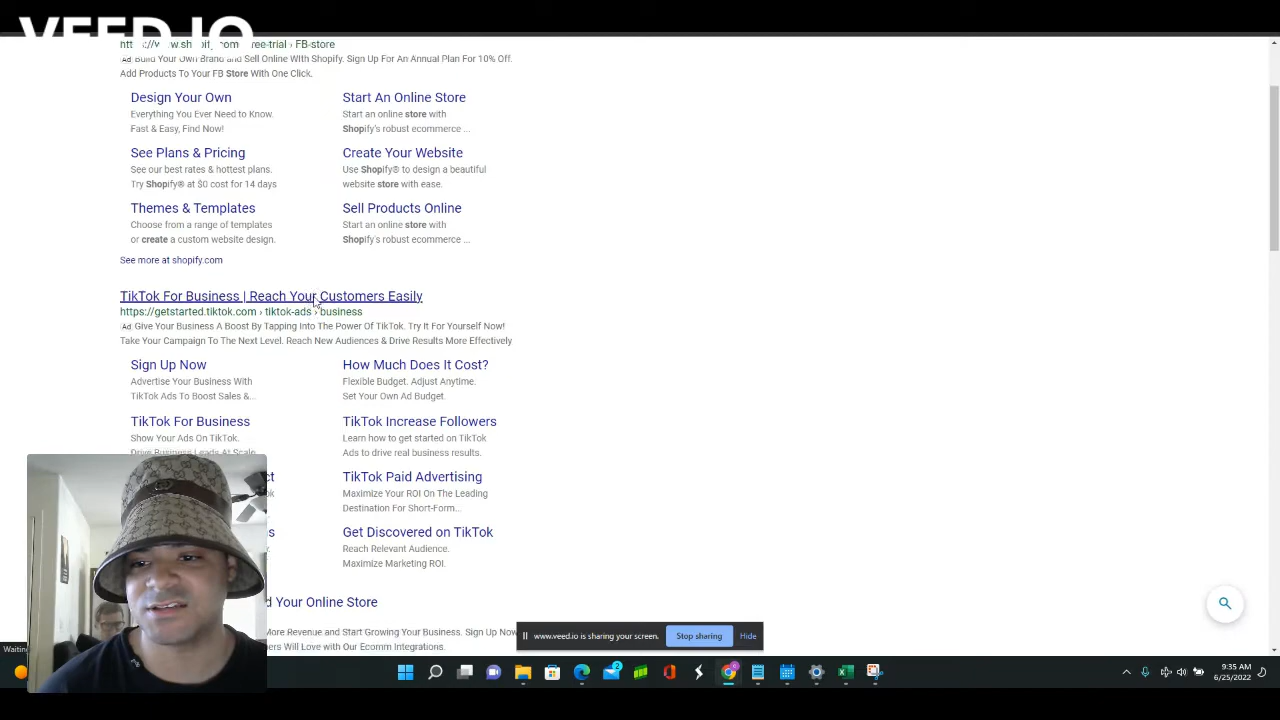 VEED.IO
FB-store
Ad Build Your Own Brand and Sell Online With Shopify. Sign Up For An Annual Plan For 10% Off.
Add Products To Your FB Store With One Click.
Design Your Own
Everything You Ever Need to Know.
Fast & Easy, Find Now!
Start An Online Store
Start an online store with
Shopify's robust ecommerce ...
See Plans & Pricing
See our best rates & hottest plans.
Try Shopify® at $0 cost for 14 days
Create Your Website
Use Shopify® to design a beautiful
website store with ease.
Themes & Templates
Choose from a range of templates
or create a custom website design.
Sell Products Online
Start an online store with
Shopify's robust ecommerce ...
See more at shopify.com
TikTok For Business | Reach Your Customers Easily
https://getstarted.tiktok.com › tiktok-ads › business
Ad Give Your Business A Boost By Tapping Into The Power Of TikTok. Try It For Yourself Now!
Take Your Campaign To The Next Level. Reach New Audiences & Drive Results More Effectively
Sign Up Now
Advertise Your Business With
TikTok Ads To Boost Sales &...
How Much Does It Cost?
Flexible Budget. Adjust Anytime.
Set Your Own Ad Budget.
TikTok For Business
Show Your Ads On TikTok.
Drive Business Leads At Scale
TikTok Increase Followers
Learn how to get started on TikTok
Ads to drive real business results.
TikTok Paid Advertising
Maximize Your ROI On The Leading
Destination For Short-Form...
Get Discovered on TikTok
Reach Relevant Audience.
Maximize Marketing ROI.
Your Online Store
More Revenue and Start Growing Your Business. Sign Up Now
Will Love with Our Ecomm Integrations.
www.veed.io is sharing your screen.
Stop sharing
Hide
Waiting
2
9:35 AM
6/25/2022